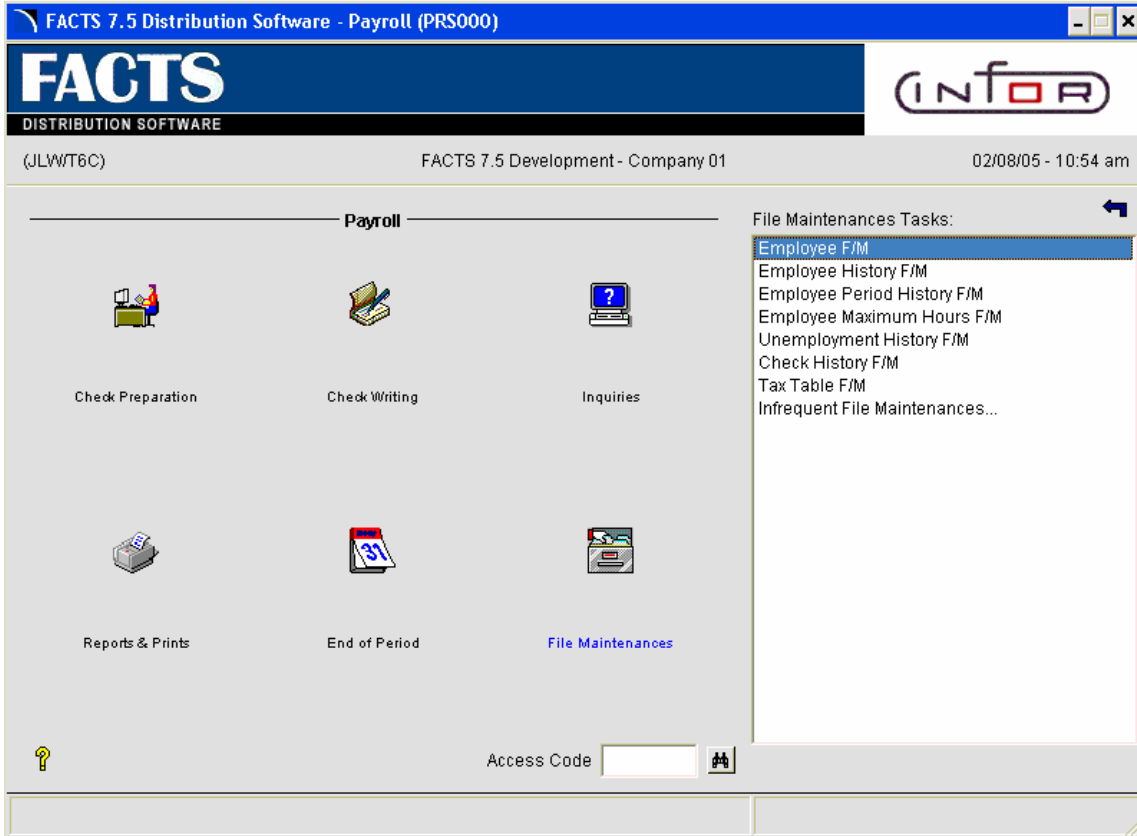 FACTS 7.5 Distribution Software - Payroll (PRS000)
FACTS
DISTRIBUTION SOFTWARE
infor
(JLW/T6C) FACTS 7.5 Development - Company 01 02/08/05 - 10:54 am
Payroll
Check Preparation Check Writing Inquiries
Reports & Prints End of Period File Maintenances
Access Code
File Maintenances Tasks:
Employee F/M
Employee History F/M
Employee Period History F/M
Employee Maximum Hours F/M
Unemployment History F/M
Check History F/M
Tax Table F/M
Infrequent File Maintenances...